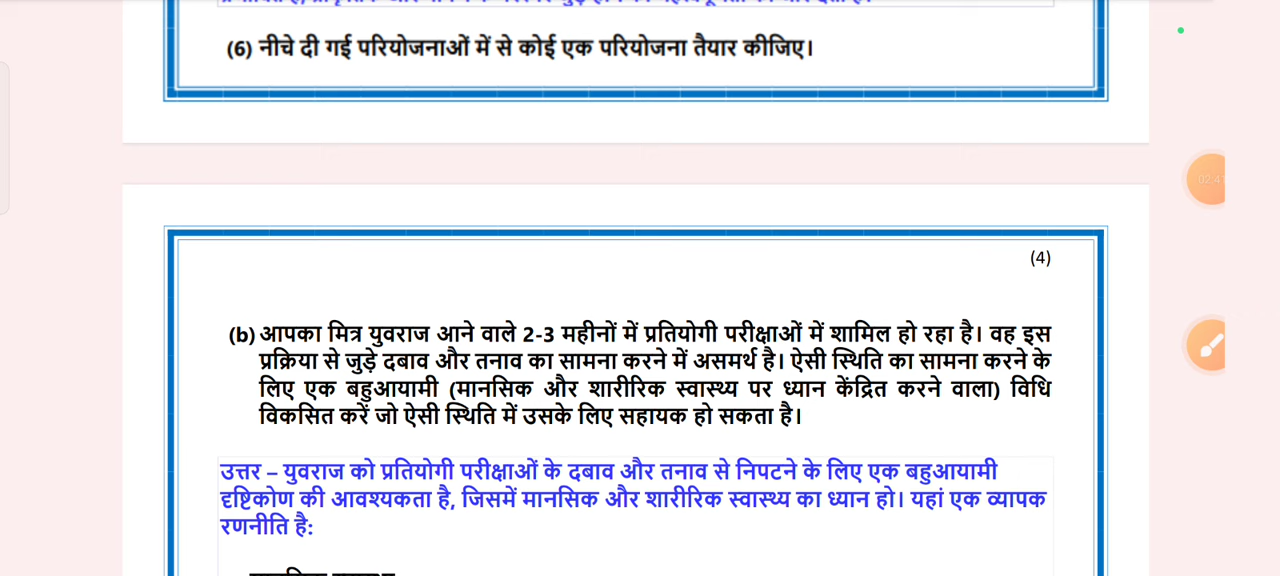 (6) नीचे दी गई परियोजनाओं में से कोई एक परियोजना तैयार कीजिए।
(4)
(b) आपका मित्र युवराज आने वाले 2-3 महीनों में प्रतियोगी परीक्षाओं में शामिल हो रहा है। वह इस
प्रक्रिया से जुड़े दबाव और तनाव का सामना करने में असमर्थ है। ऐसी स्थिति का सामना करने के
लिए एक बहुआयामी (मानसिक और शारीरिक स्वास्थ्य पर ध्यान केंद्रित करने वाला) विधि
विकसित करें जो ऐसी स्थिति में उसके लिए सहायक हो सकता है।
उत्तर – युवराज को प्रतियोगी परीक्षाओं के दबाव और तनाव से निपटने के लिए एक बहुआयामी
दृष्टिकोण की आवश्यकता है, जिसमें मानसिक और शारीरिक स्वास्थ्य का ध्यान हो। यहां एक व्यापक
रणनीति है: